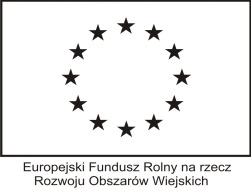 Europejski Fundusz Rolny na rzecz
Rozwoju Obszarów Wiejskich